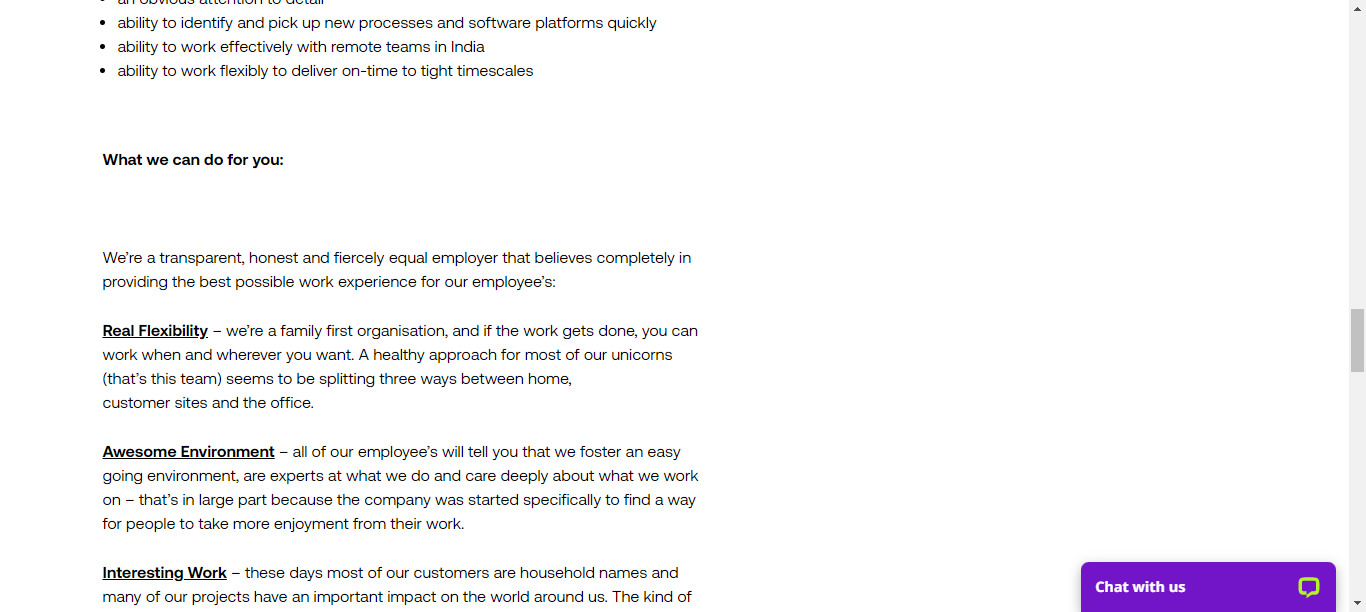 an obvious attention to detail
ability to identify and pick up new processes and software platforms quickly
ability to work effectively with remote teams in India
ability to work flexibly to deliver on-time to tight timescales
What we can do for you:
We’re a transparent, honest and fiercely equal employer that believes completely in
providing the best possible work experience for our employee’s:
Real Flexibility – we’re a family first organisation, and if the work gets done, you can
work when and wherever you want. A healthy approach for most of our unicorns
(that’s this team) seems to be splitting three ways between home,
customer sites and the office.
Awesome Environment – all of our employee’s will tell you that we foster an easy
going environment, are experts at what we do and care deeply about what we work
on – that’s in large part because the company was started specifically to find a way
for people to take more enjoyment from their work.
Interesting Work – these days most of our customers are household names and
many of our projects have an important impact on the world around us. The kind of
Chat with us